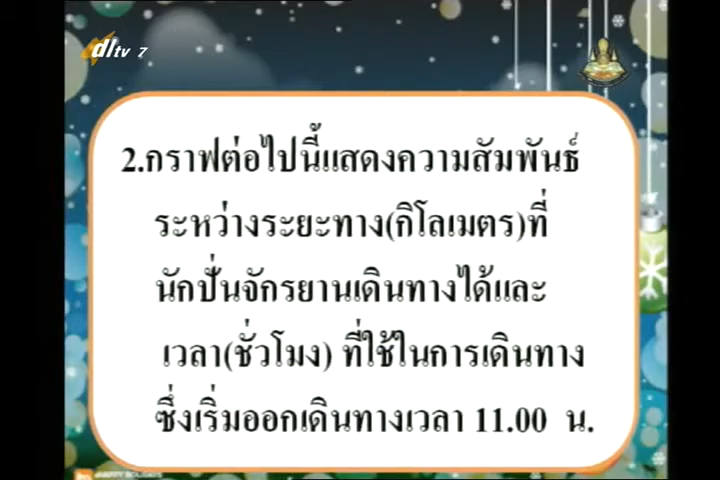 dltv 7
2.กราฟต่อไปนี้แสดงความสัมพันธ์
ระหว่างระยะทาง(กิโลเมตร)ที่
นักปั่นจักรยานเดินทางได้และ
เวลา(ชั่วโมง) ที่ใช้ในการเดินทาง
ซึ่งเริ่มออกเดินทางเวลา 11.00 น.
HAPPY HOLIDAYS